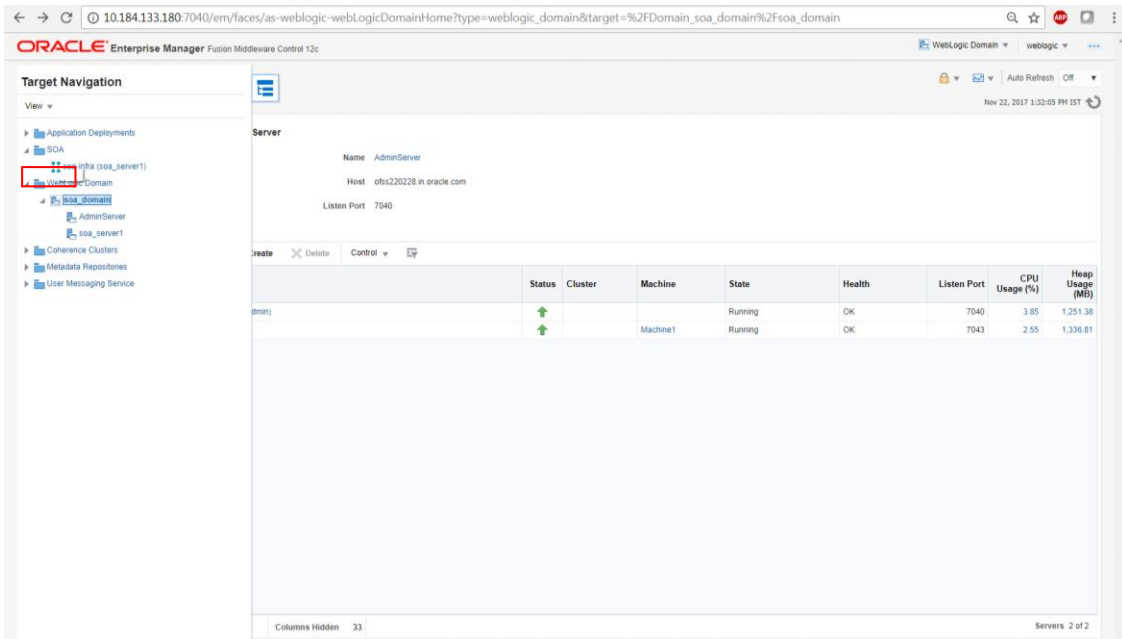 10.184.133.180:7040/em/faces/as-weblogic-webLogicDomainHome?type=weblogic_domain&target=%2FDomain_soa_domain%2Fsoa_domain
ABP
ORACLE Enterprise Manager Fusion Middleware Control 12c
WebLogic Domain
weblogic
Target Navigation
View
Application Deployments
SOA
(soa_server1)
Domain
soa_domain
AdminServer
soa_server1
Coherence Clusters
Metadata Repositories
User Messaging Service
Auto Refresh Off
Nov 22, 2017 1:32:05 PM IST
Server
Name AdminServer
Host ofss220228.in.oracle.com
Listen Port 7040
Create Delete Control
Status Cluster Machine State Health Listen Port CPU Usage (%) Heap Usage (MB)
dmin) Running OK 7040 3.85 1,251.38
Machine1 Running OK 7043 2.55 1,336.81
Columns Hidden 33
Servers 2 of 2